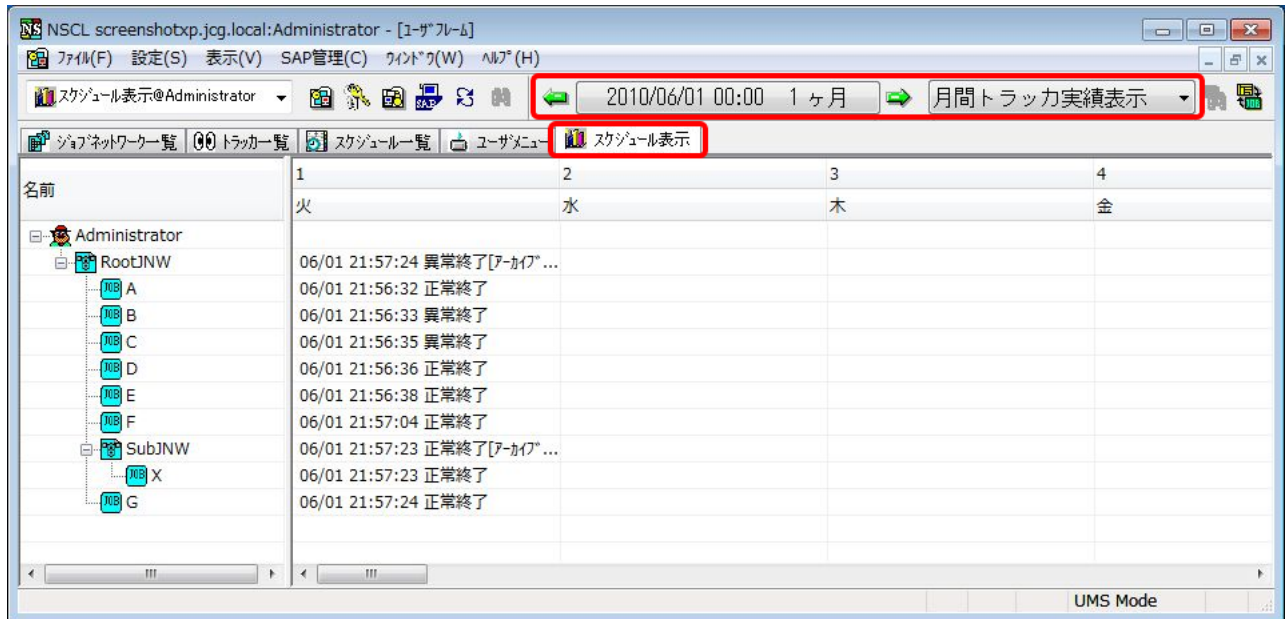 NSCL screenshotxp.jcg.local:Administrator - [ﾕｰｻﾞﾌﾚｰﾑ]
ﾌｧｲﾙ(F) 設定(S) 表示(V) SAP管理(C) ｳｨﾝﾄﾞｳ(W) ﾍﾙﾌﾟ(H)
ｽｹｼﾞｭｰﾙ表示@Administrator SAP 2010/06/01 00:00 1 ヶ月 月間トラッカ実績表示
ｼﾞｮﾌﾞﾈｯﾄﾜｰｸ一覧 ﾄﾗｯｶ一覧 ｽｹｼﾞｭｰﾙ一覧 ﾕｰｻﾞﾒﾆｭｰ ｽｹｼﾞｭｰﾙ表示
名前
1 2 3 4
火 水 木 金
Administrator
RootJNW 06/01 21:57:24 異常終了[ｱｰｶｲﾌﾞ...
JOB A 06/01 21:56:32 正常終了
JOB B 06/01 21:56:33 異常終了
JOB C 06/01 21:56:35 異常終了
JOB D 06/01 21:56:36 正常終了
JOB E 06/01 21:56:38 正常終了
JOB F 06/01 21:57:04 正常終了
SubJNW 06/01 21:57:23 正常終了[ｱｰｶｲﾌﾞ...
JOB X 06/01 21:57:23 正常終了
JOB G 06/01 21:57:24 正常終了
UMS Mode